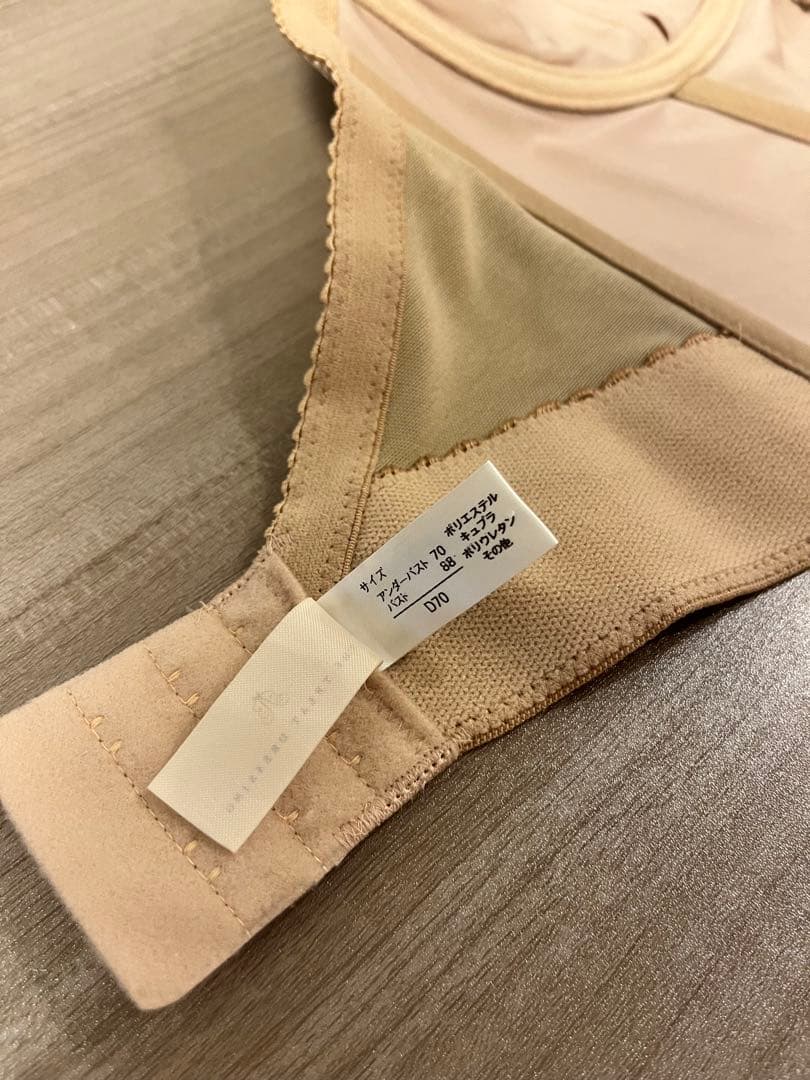 サイズ
アンダーバスト 70
バスト 88
D70
ポリエステル
キュプラ
ポリウレタン
その他